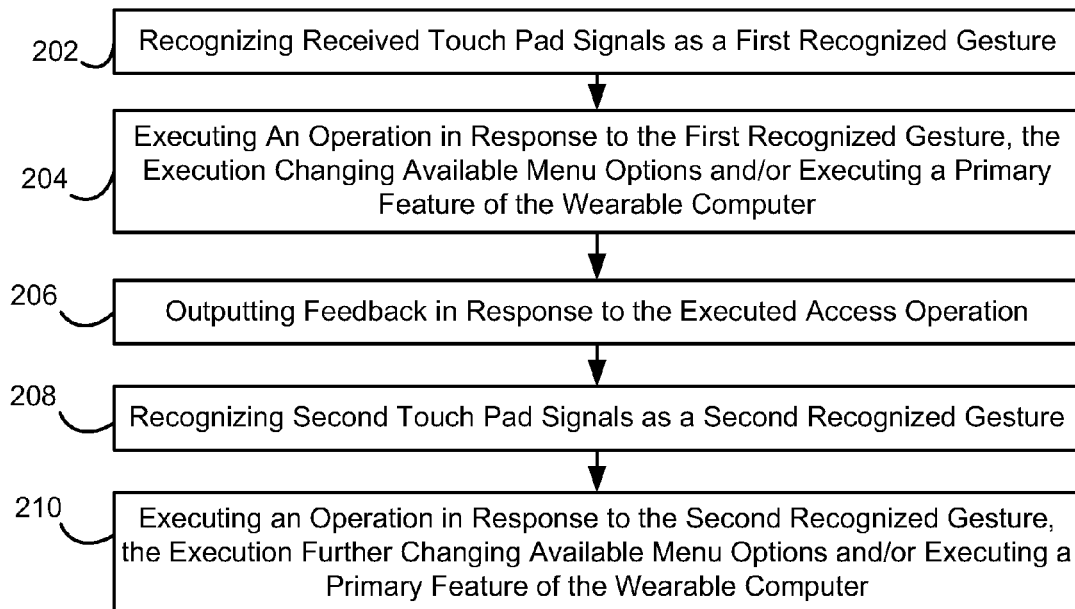 202
Recognizing Received Touch Pad Signals as a First Recognized Gesture
204
Executing An Operation in Response to the First Recognized Gesture, the
Execution Changing Available Menu Options and/or Executing a Primary
Feature of the Wearable Computer
206
Outputting Feedback in Response to the Executed Access Operation
208
Recognizing Second Touch Pad Signals as a Second Recognized Gesture
210
Executing an Operation in Response to the Second Recognized Gesture,
the Execution Further Changing Available Menu Options and/or Executing a
Primary Feature of the Wearable Computer